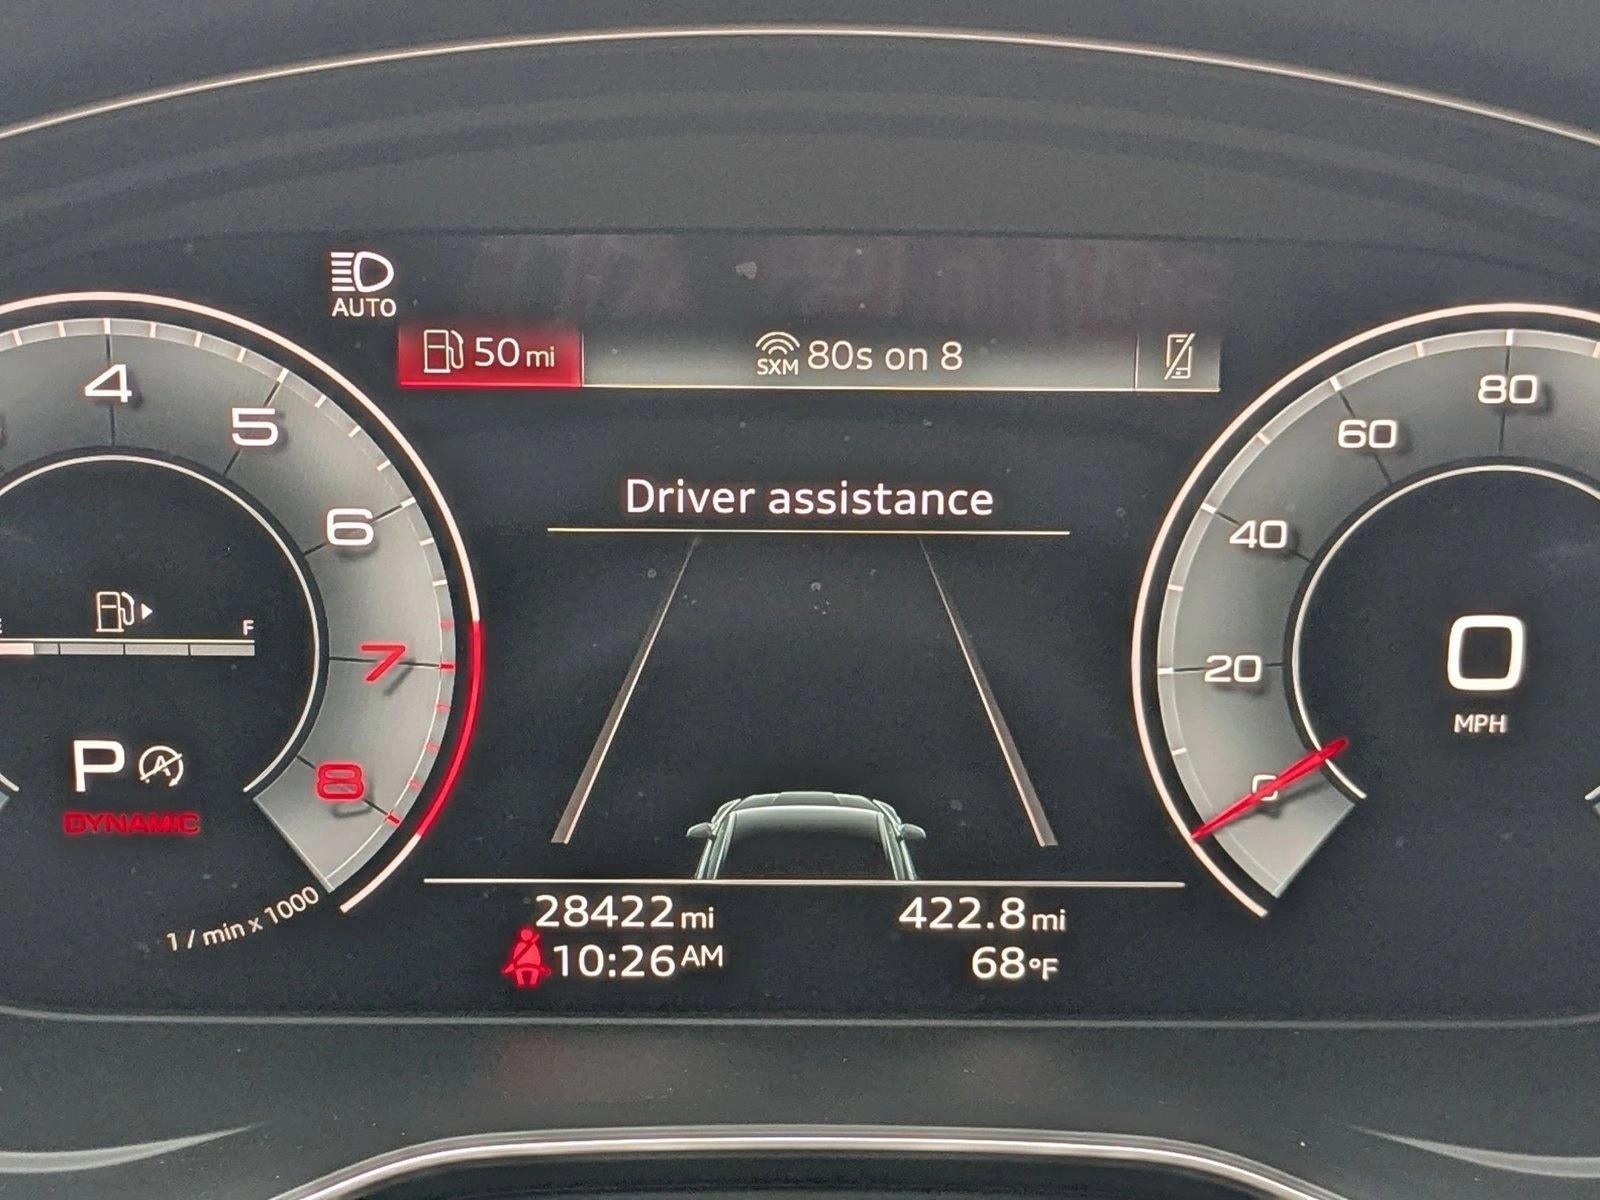 AUTO
50 mi
SXM 80s on 8
Driver assistance
4
5
6
7
8
1 / min x 1000
F
P A
DYNAMIC
80
60
40
20
0
0
MPH
28422 mi
422.8 mi
10:26 AM
68°F